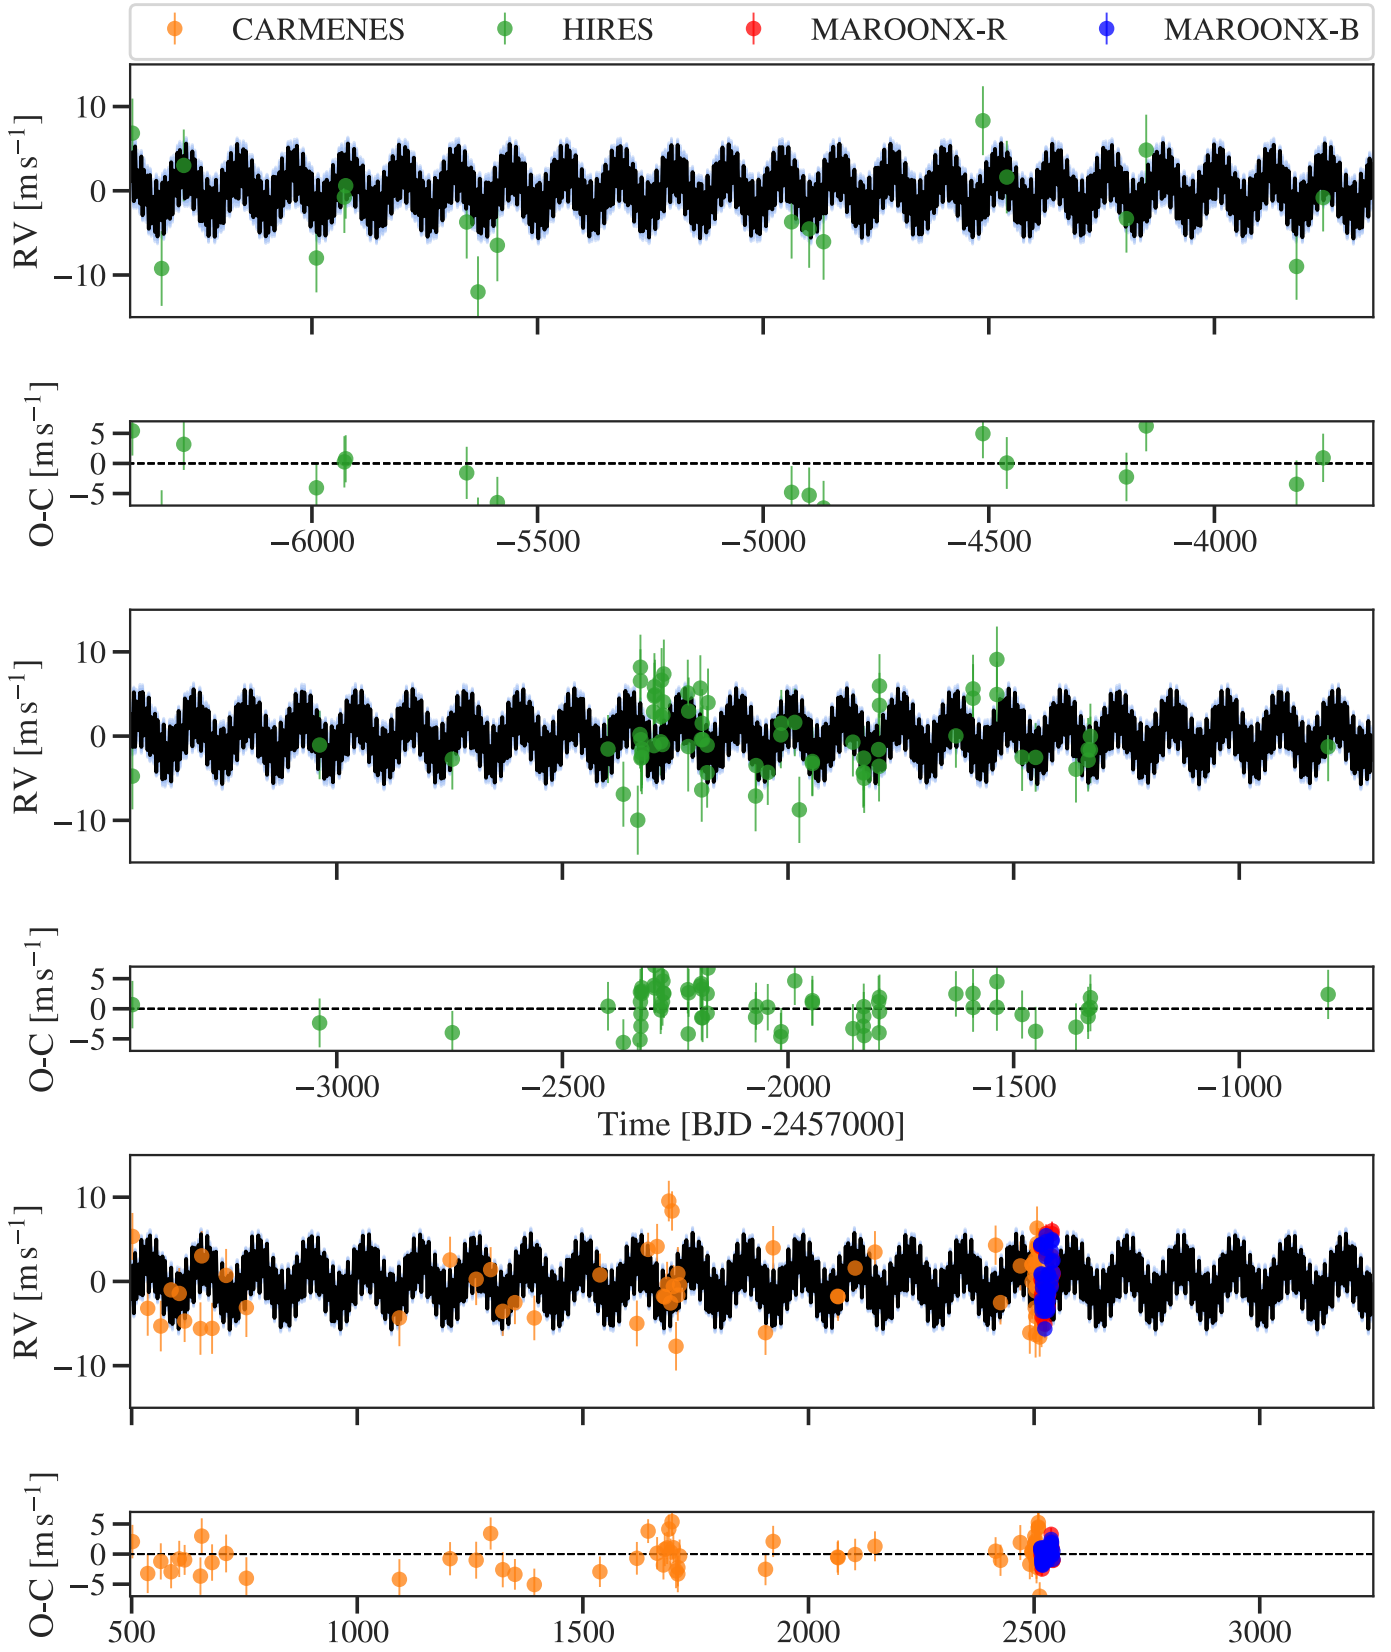 CARMENES HIRES MAROONX-R MAROONX-B
RV [m s⁻¹]
10
0
−10
O-C [m s⁻¹]
5
0
−5
−6000 −5500 −5000 −4500 −4000
RV [m s⁻¹]
10
0
−10
O-C [m s⁻¹]
5
0
−5
−3000 −2500 −2000 −1500 −1000
Time [BJD -2457000]
RV [m s⁻¹]
10
0
−10
O-C [m s⁻¹]
5
0
−5
500 1000 1500 2000 2500 3000